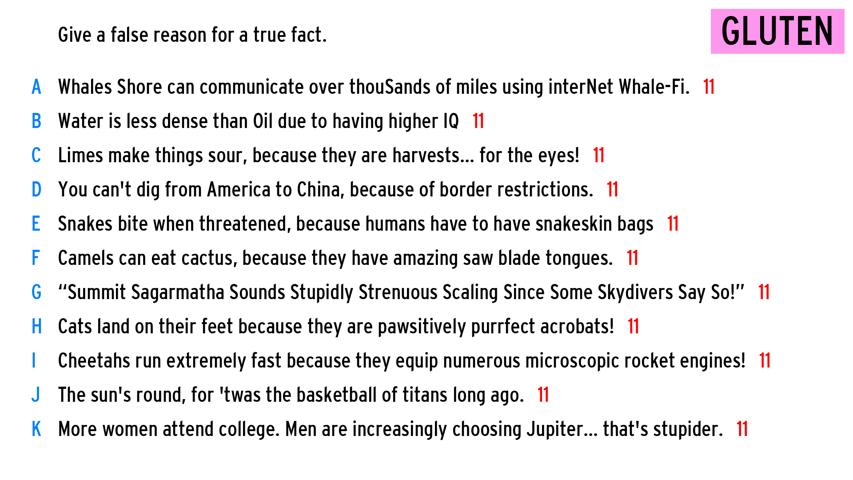 Give a false reason for a true fact.
GLUTEN
A Whales Shore can communicate over thouSands of miles using interNet Whale-Fi. 11
B Water is less dense than Oil due to having higher IQ 11
C Limes make things sour, because they are harvests... for the eyes! 11
D You can't dig from America to China, because of border restrictions. 11
E Snakes bite when threatened, because humans have to have snakeskin bags 11
F Camels can eat cactus, because they have amazing saw blade tongues. 11
G “Summit Sagarmatha Sounds Stupidly Strenuous Scaling Since Some Skydivers Say So!” 11
H Cats land on their feet because they are pawsitively purrfect acrobats! 11
I Cheetahs run extremely fast because they equip numerous microscopic rocket engines! 11
J The sun's round, for 'twas the basketball of titans long ago. 11
K More women attend college. Men are increasingly choosing Jupiter... that's stupider. 11